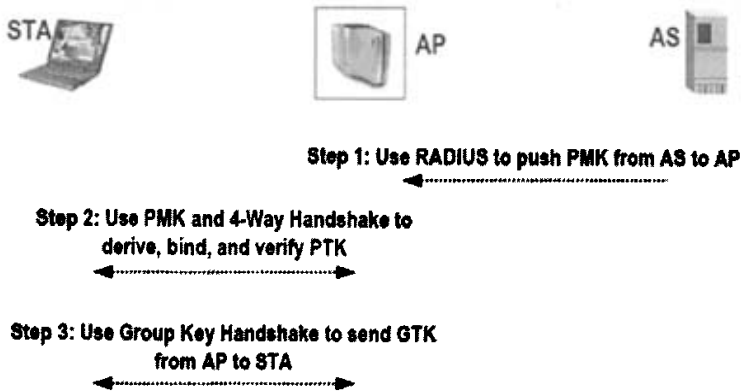 STA
AP
AS
Step 1: Use RADIUS to push PMK from AS to AP
Step 2: Use PMK and 4-Way Handshake to
derive, bind, and verify PTK
Step 3: Use Group Key Handshake to send GTK
from AP to STA